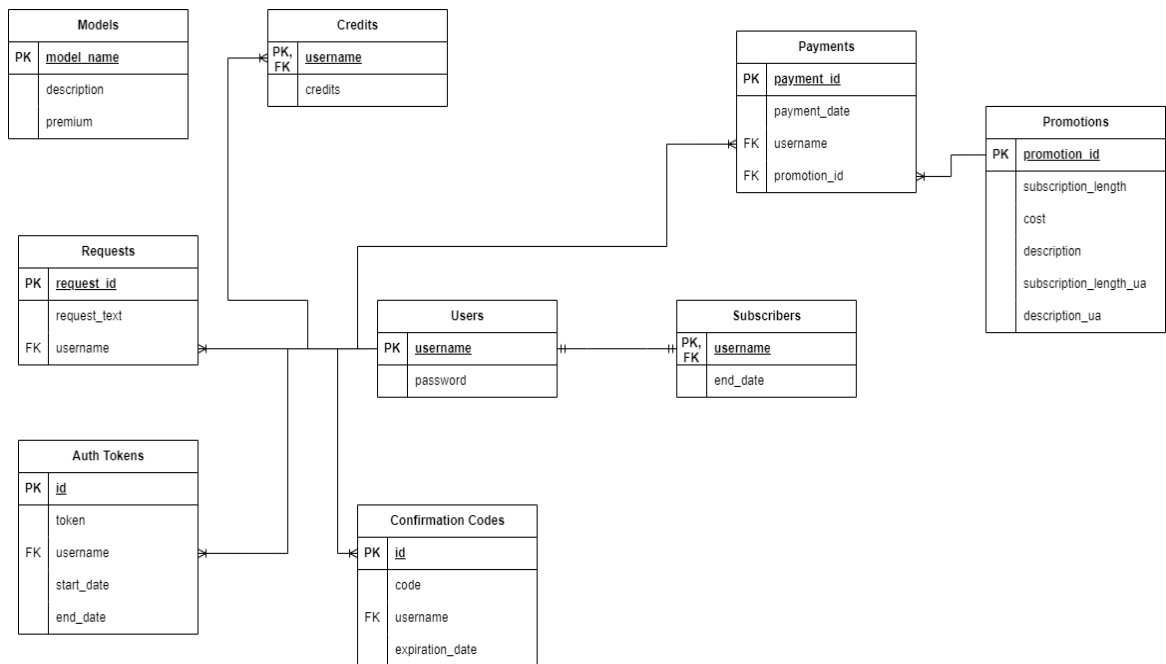 Models
PK model_name
description
premium
Credits
PK, FK username
credits
Payments
PK payment_id
payment_date
FK username
FK promotion_id
Promotions
PK promotion_id
subscription_length
cost
description
subscription_length_ua
description_ua
Requests
PK request_id
request_text
FK username
Users
PK username
password
Subscribers
PK, FK username
end_date
Auth Tokens
PK id
token
FK username
start_date
end_date
Confirmation Codes
PK id
code
FK username
expiration_date